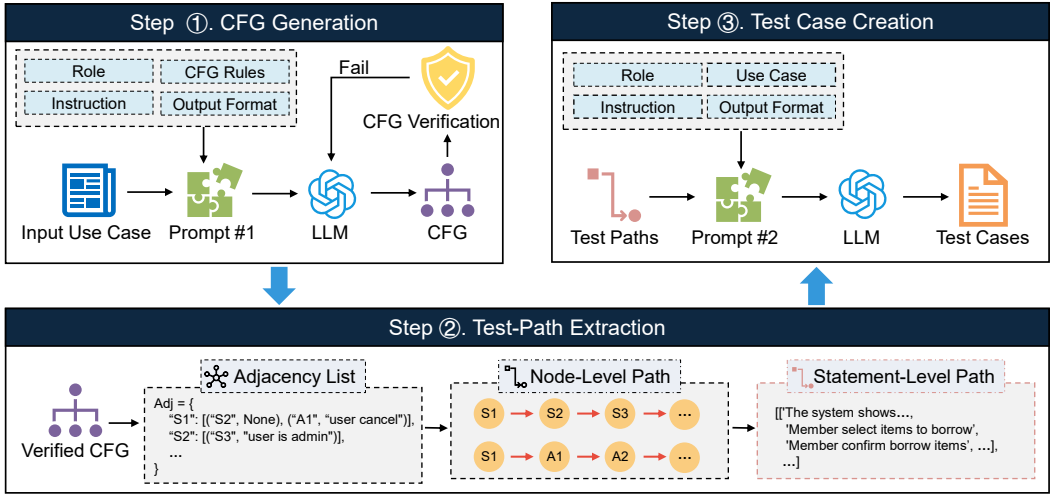 Step ①. CFG Generation
Role
CFG Rules
Instruction
Output Format
Fail
CFG Verification
Input Use Case
Prompt #1
LLM
CFG
Step ③. Test Case Creation
Role
Use Case
Instruction
Output Format
Test Paths
Prompt #2
LLM
Test Cases
Step ②. Test-Path Extraction
Verified CFG
Adjacency List
Adj = {
“S1": [(“S2”, None), (“A1", “user cancel")],
“S2": [(“S3”, "user is admin")],
...
}
Node-Level Path
S1
S2
S3
...
S1
A1
A2
...
Statement-Level Path
[['The system shows...,
'Member select items to borrow',
'Member confirm borrow items', ...],
...]